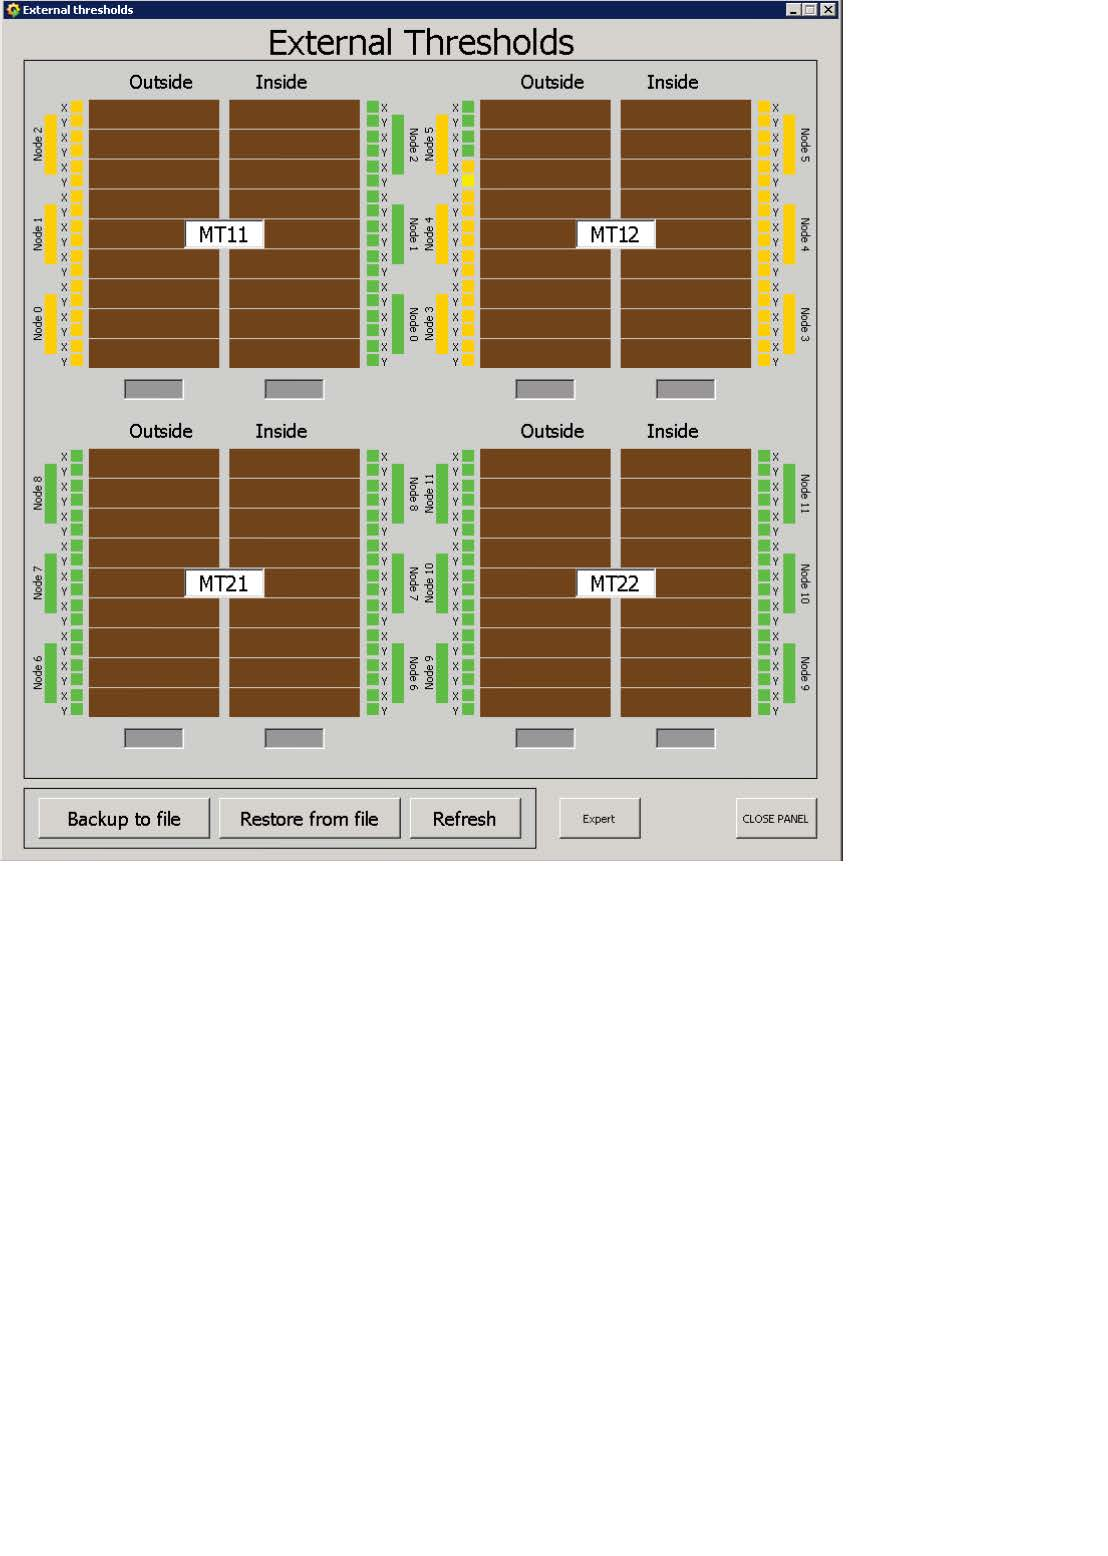 External thresholds
External Thresholds
Outside Inside Outside Inside
X X X X
Y Y Y Y
X X X X
Y Y Y Y
X X X X
Y Y Y Y
X X X X
Y Y Y Y
X X X X
Y Y Y Y
X X X X
Y Y Y Y
X X X X
Y Y Y Y
X X X X
Y Y Y Y
X X X X
Y Y Y Y
Node 2 Node 2 Node 5 Node 5
Node 1 MT11 Node 1 Node 4 MT12 Node 4
Node 0 Node 0 Node 3 Node 3
Outside Inside Outside Inside
X X X X
Y Y Y Y
X X X X
Y Y Y Y
X X X X
Y Y Y Y
X X X X
Y Y Y Y
X X X X
Y Y Y Y
X X X X
Y Y Y Y
X X X X
Y Y Y Y
X X X X
Y Y Y Y
X X X X
Y Y Y Y
Node 8 Node 8 Node 11 Node 11
Node 7 MT21 Node 7 Node 10 MT22 Node 10
Node 6 Node 6 Node 9 Node 9
Backup to file Restore from file Refresh Expert CLOSE PANEL